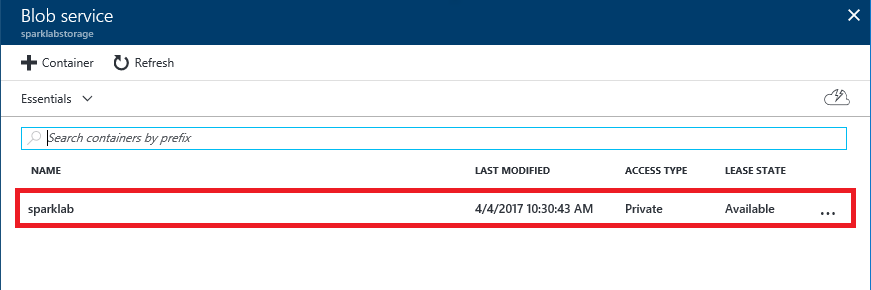 Blob service
sparklabstorage
Container Refresh
Essentials
Search containers by prefix
NAME LAST MODIFIED ACCESS TYPE LEASE STATE
sparklab 4/4/2017 10:30:43 AM Private Available ...